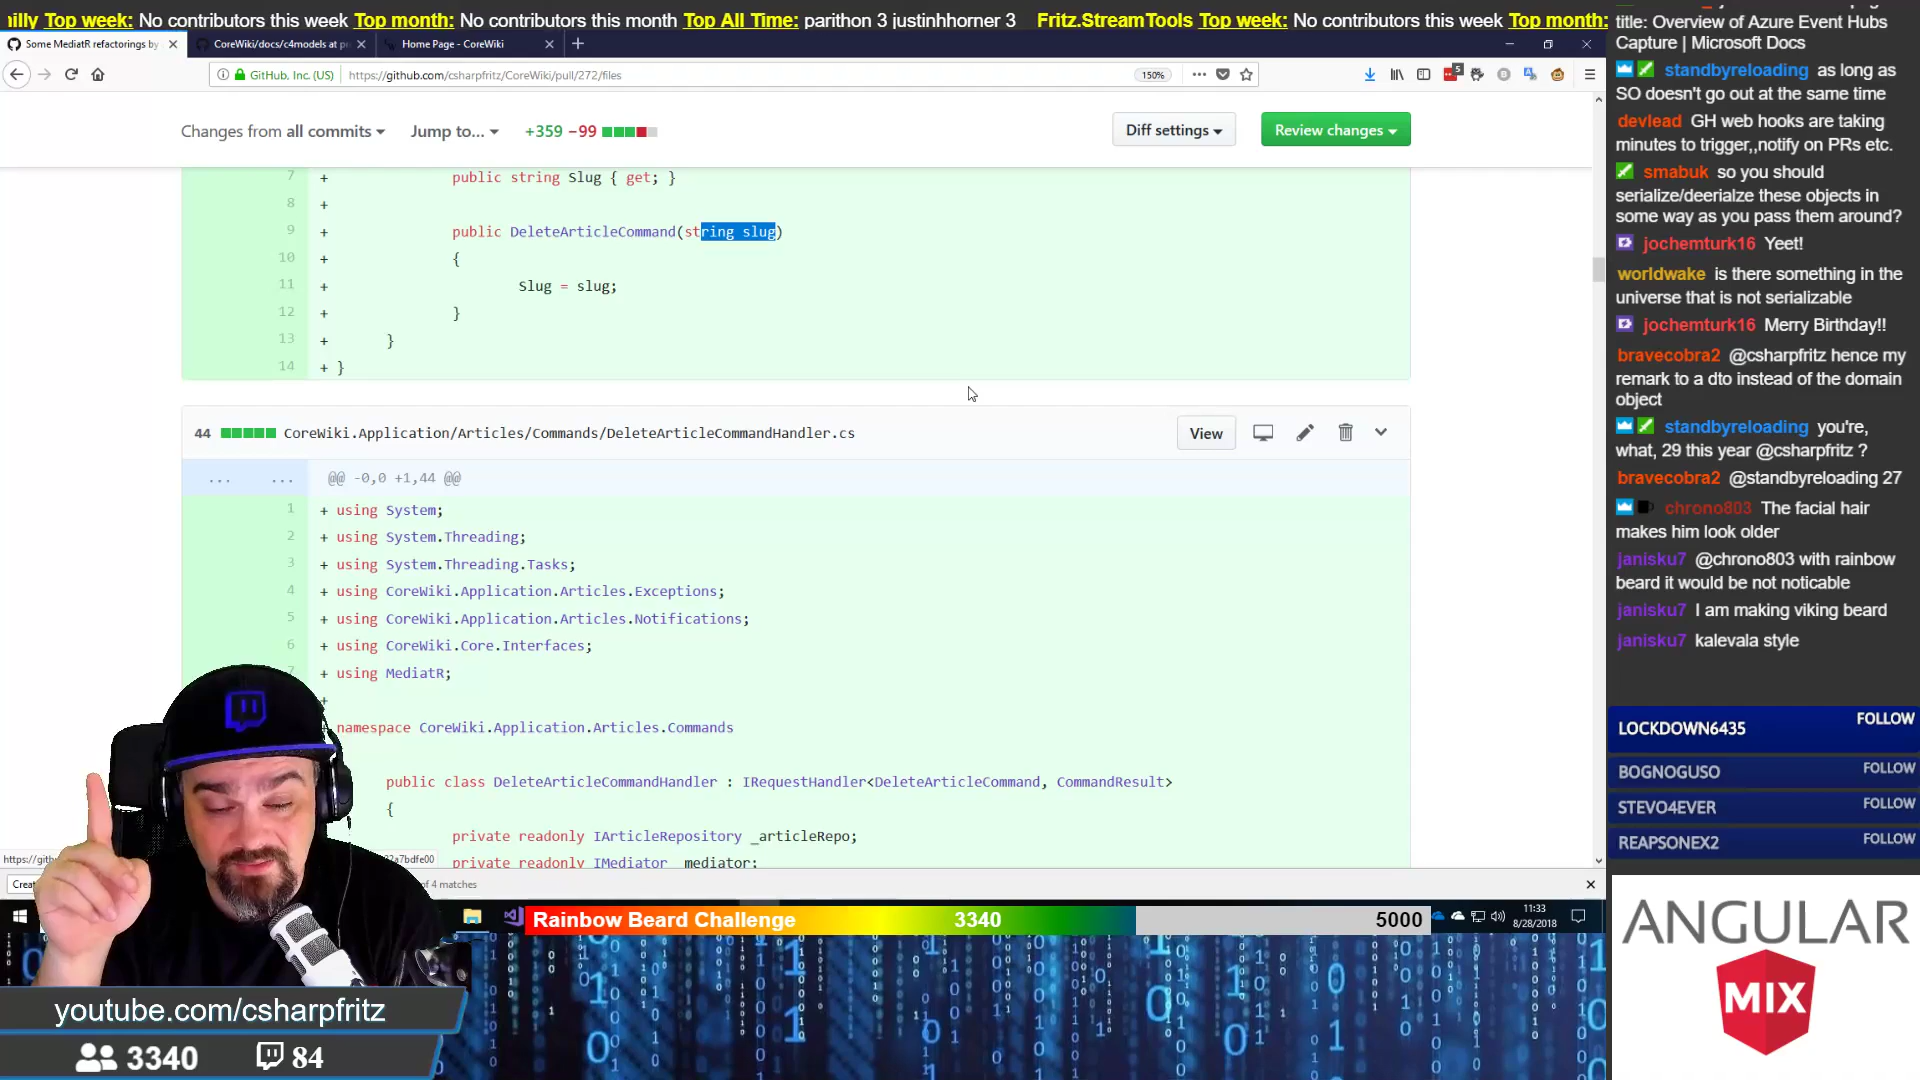 illy Top week: No contributors this week Top month: No contributors this month Top All Time: parithon 3 justinhhorner 3 Fritz.StreamTools Top week: No contributors this week Top month:
Some MediatR refactorings by
CoreWiki/docs/c4models at pr
Home Page - CoreWiki
GitHub, Inc. (US)
https://github.com/csharpfritz/CoreWiki/pull/272/files
150%
5
Changes from all commits
Jump to...
+359 −99
Diff settings
Review changes
7 + public string Slug { get; }
8 +
9 + public DeleteArticleCommand(string slug)
10 + {
11 + Slug = slug;
12 + }
13 + }
14 + }
44 CoreWiki.Application/Articles/Commands/DeleteArticleCommandHandler.cs
View
... ... @@ -0,0 +1,44 @@
1 + using System;
2 + using System.Threading;
3 + using System.Threading.Tasks;
4 + using CoreWiki.Application.Articles.Exceptions;
5 + using CoreWiki.Application.Articles.Notifications;
6 + using CoreWiki.Core.Interfaces;
7 + using MediatR;
+
+ namespace CoreWiki.Application.Articles.Commands
public class DeleteArticleCommandHandler : IRequestHandler<DeleteArticleCommand, CommandResult>
{
private readonly IArticleRepository _articleRepo;
private readonly IMediator _mediator;
of 4 matches
Rainbow Beard Challenge 3340 5000
11:33
8/28/2018
youtube.com/csharpfritz
3340
84
title: Overview of Azure Event Hubs
Capture | Microsoft Docs
standbyreloading as long as
SO doesn't go out at the same time
devlead GH web hooks are taking
minutes to trigger,,notify on PRs etc.
smabuk so you should
serialize/deerialze these objects in
some way as you pass them around?
jochemturk16 Yeet!
worldwake is there something in the
universe that is not serializable
jochemturk16 Merry Birthday!!
bravecobra2 @csharpfritz hence my
remark to a dto instead of the domain
object
standbyreloading you're,
what, 29 this year @csharpfritz ?
bravecobra2 @standbyreloading 27
chrono803 The facial hair
makes him look older
janisku7 @chrono803 with rainbow
beard it would be not noticable
janisku7 I am making viking beard
janisku7 kalevala style
LOCKDOWN6435 FOLLOW
BOGNOGUSO FOLLOW
STEVO4EVER FOLLOW
REAPSONEX2 FOLLOW
ANGULAR
MIX